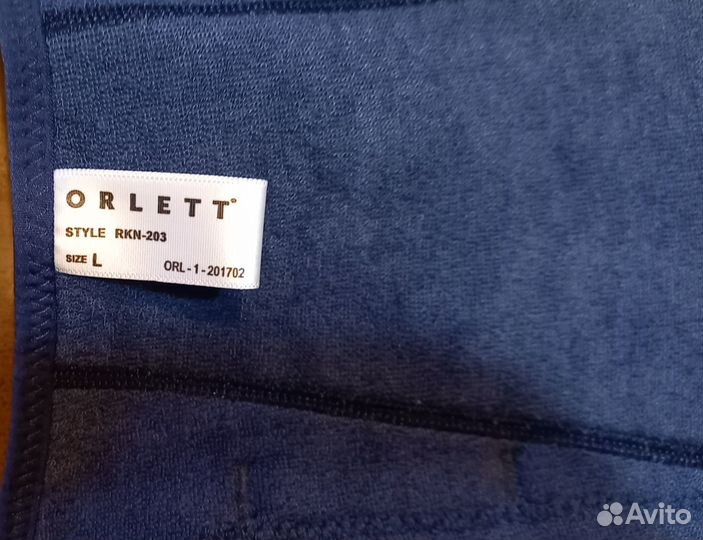 ORLETT®
STYLE RKN-203
SIZE L
ORL-1-201702
Avito